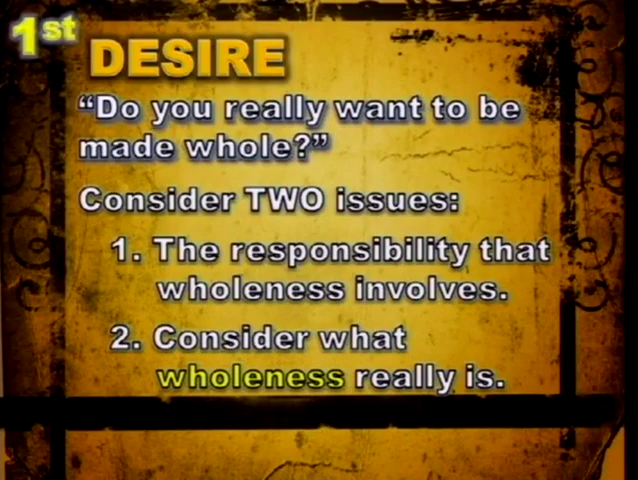 1st DESIRE
“Do you really want to be
made whole?”
Consider TWO issues:
1. The responsibility that
wholeness involves.
2. Consider what
wholeness really is.